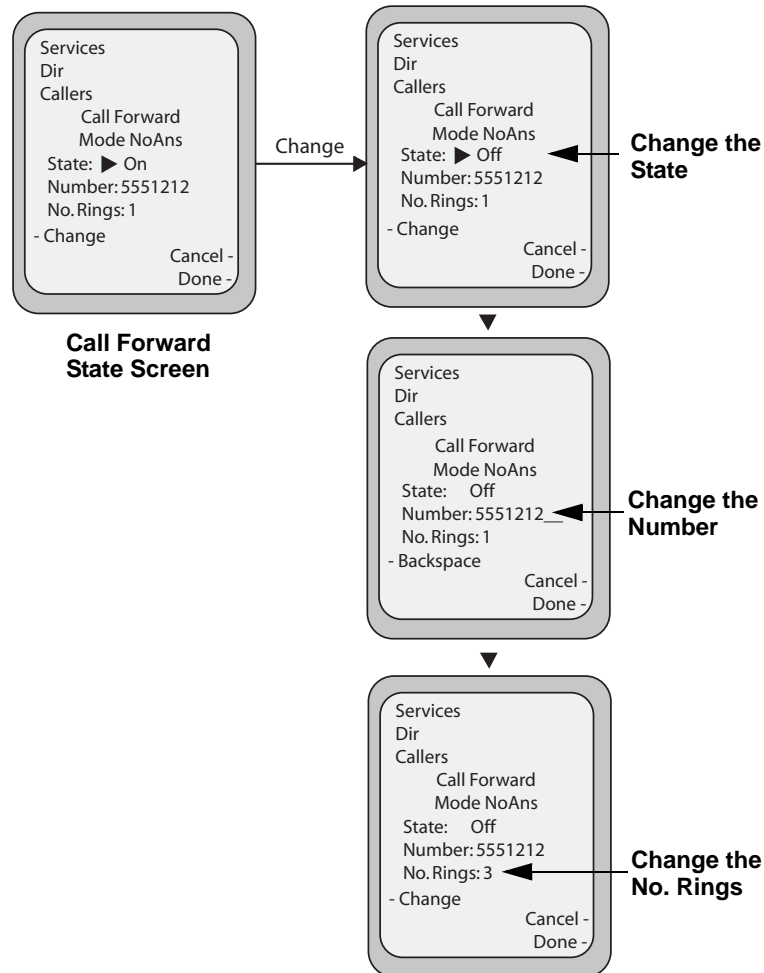 Services
Dir
Callers
Call Forward
Mode NoAns
State: ▶ On
Number: 5551212
No. Rings: 1
- Change
Cancel -
Done -
Call Forward
State Screen
Change
Services
Dir
Callers
Call Forward
Mode NoAns
State: ▶ Off
Number: 5551212
No. Rings: 1
- Change
Cancel -
Done -
Change the
State
Services
Dir
Callers
Call Forward
Mode NoAns
State: Off
Number: 5551212__
No. Rings: 1
- Backspace
Cancel -
Done -
Change the
Number
Services
Dir
Callers
Call Forward
Mode NoAns
State: Off
Number: 5551212
No. Rings: 3
- Change
Cancel -
Done -
Change the
No. Rings